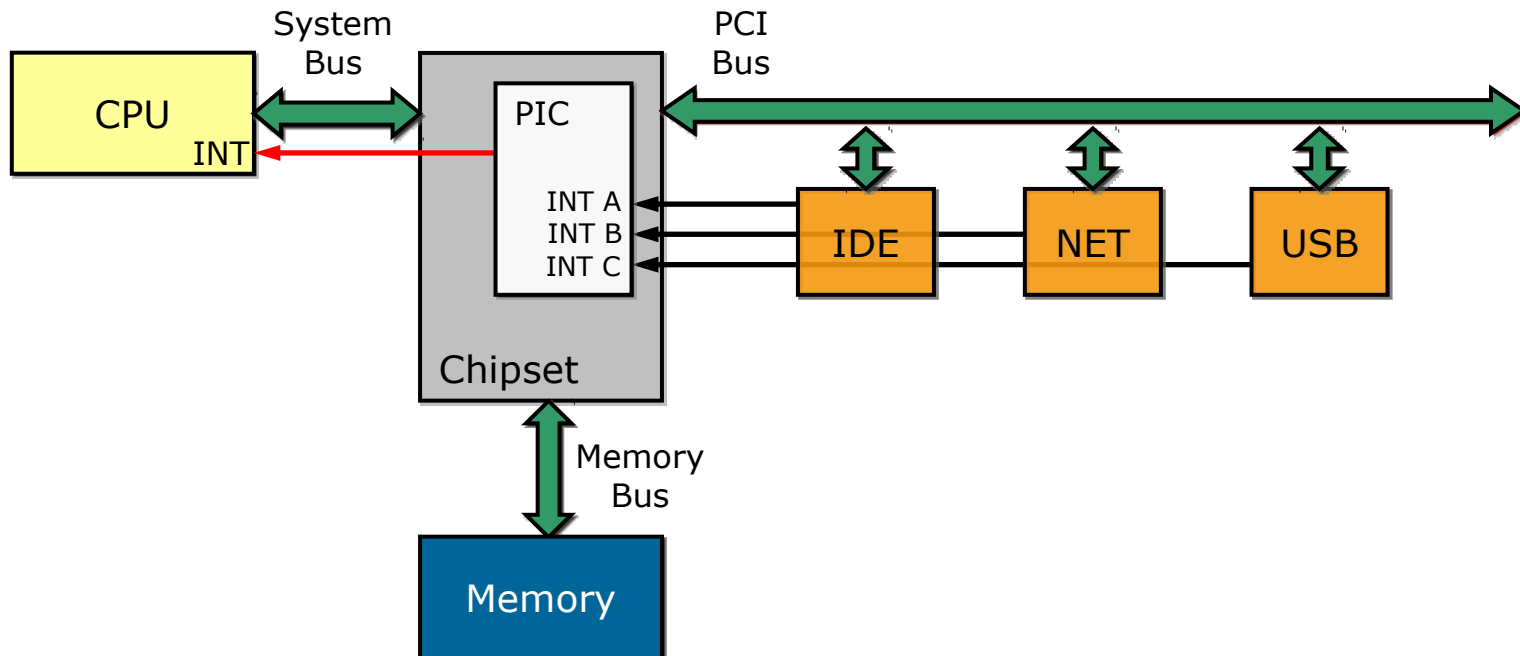 System
Bus
PCI
Bus
CPU
INT
PIC
INT A
INT B
INT C
IDE
NET
USB
Chipset
Memory
Bus
Memory